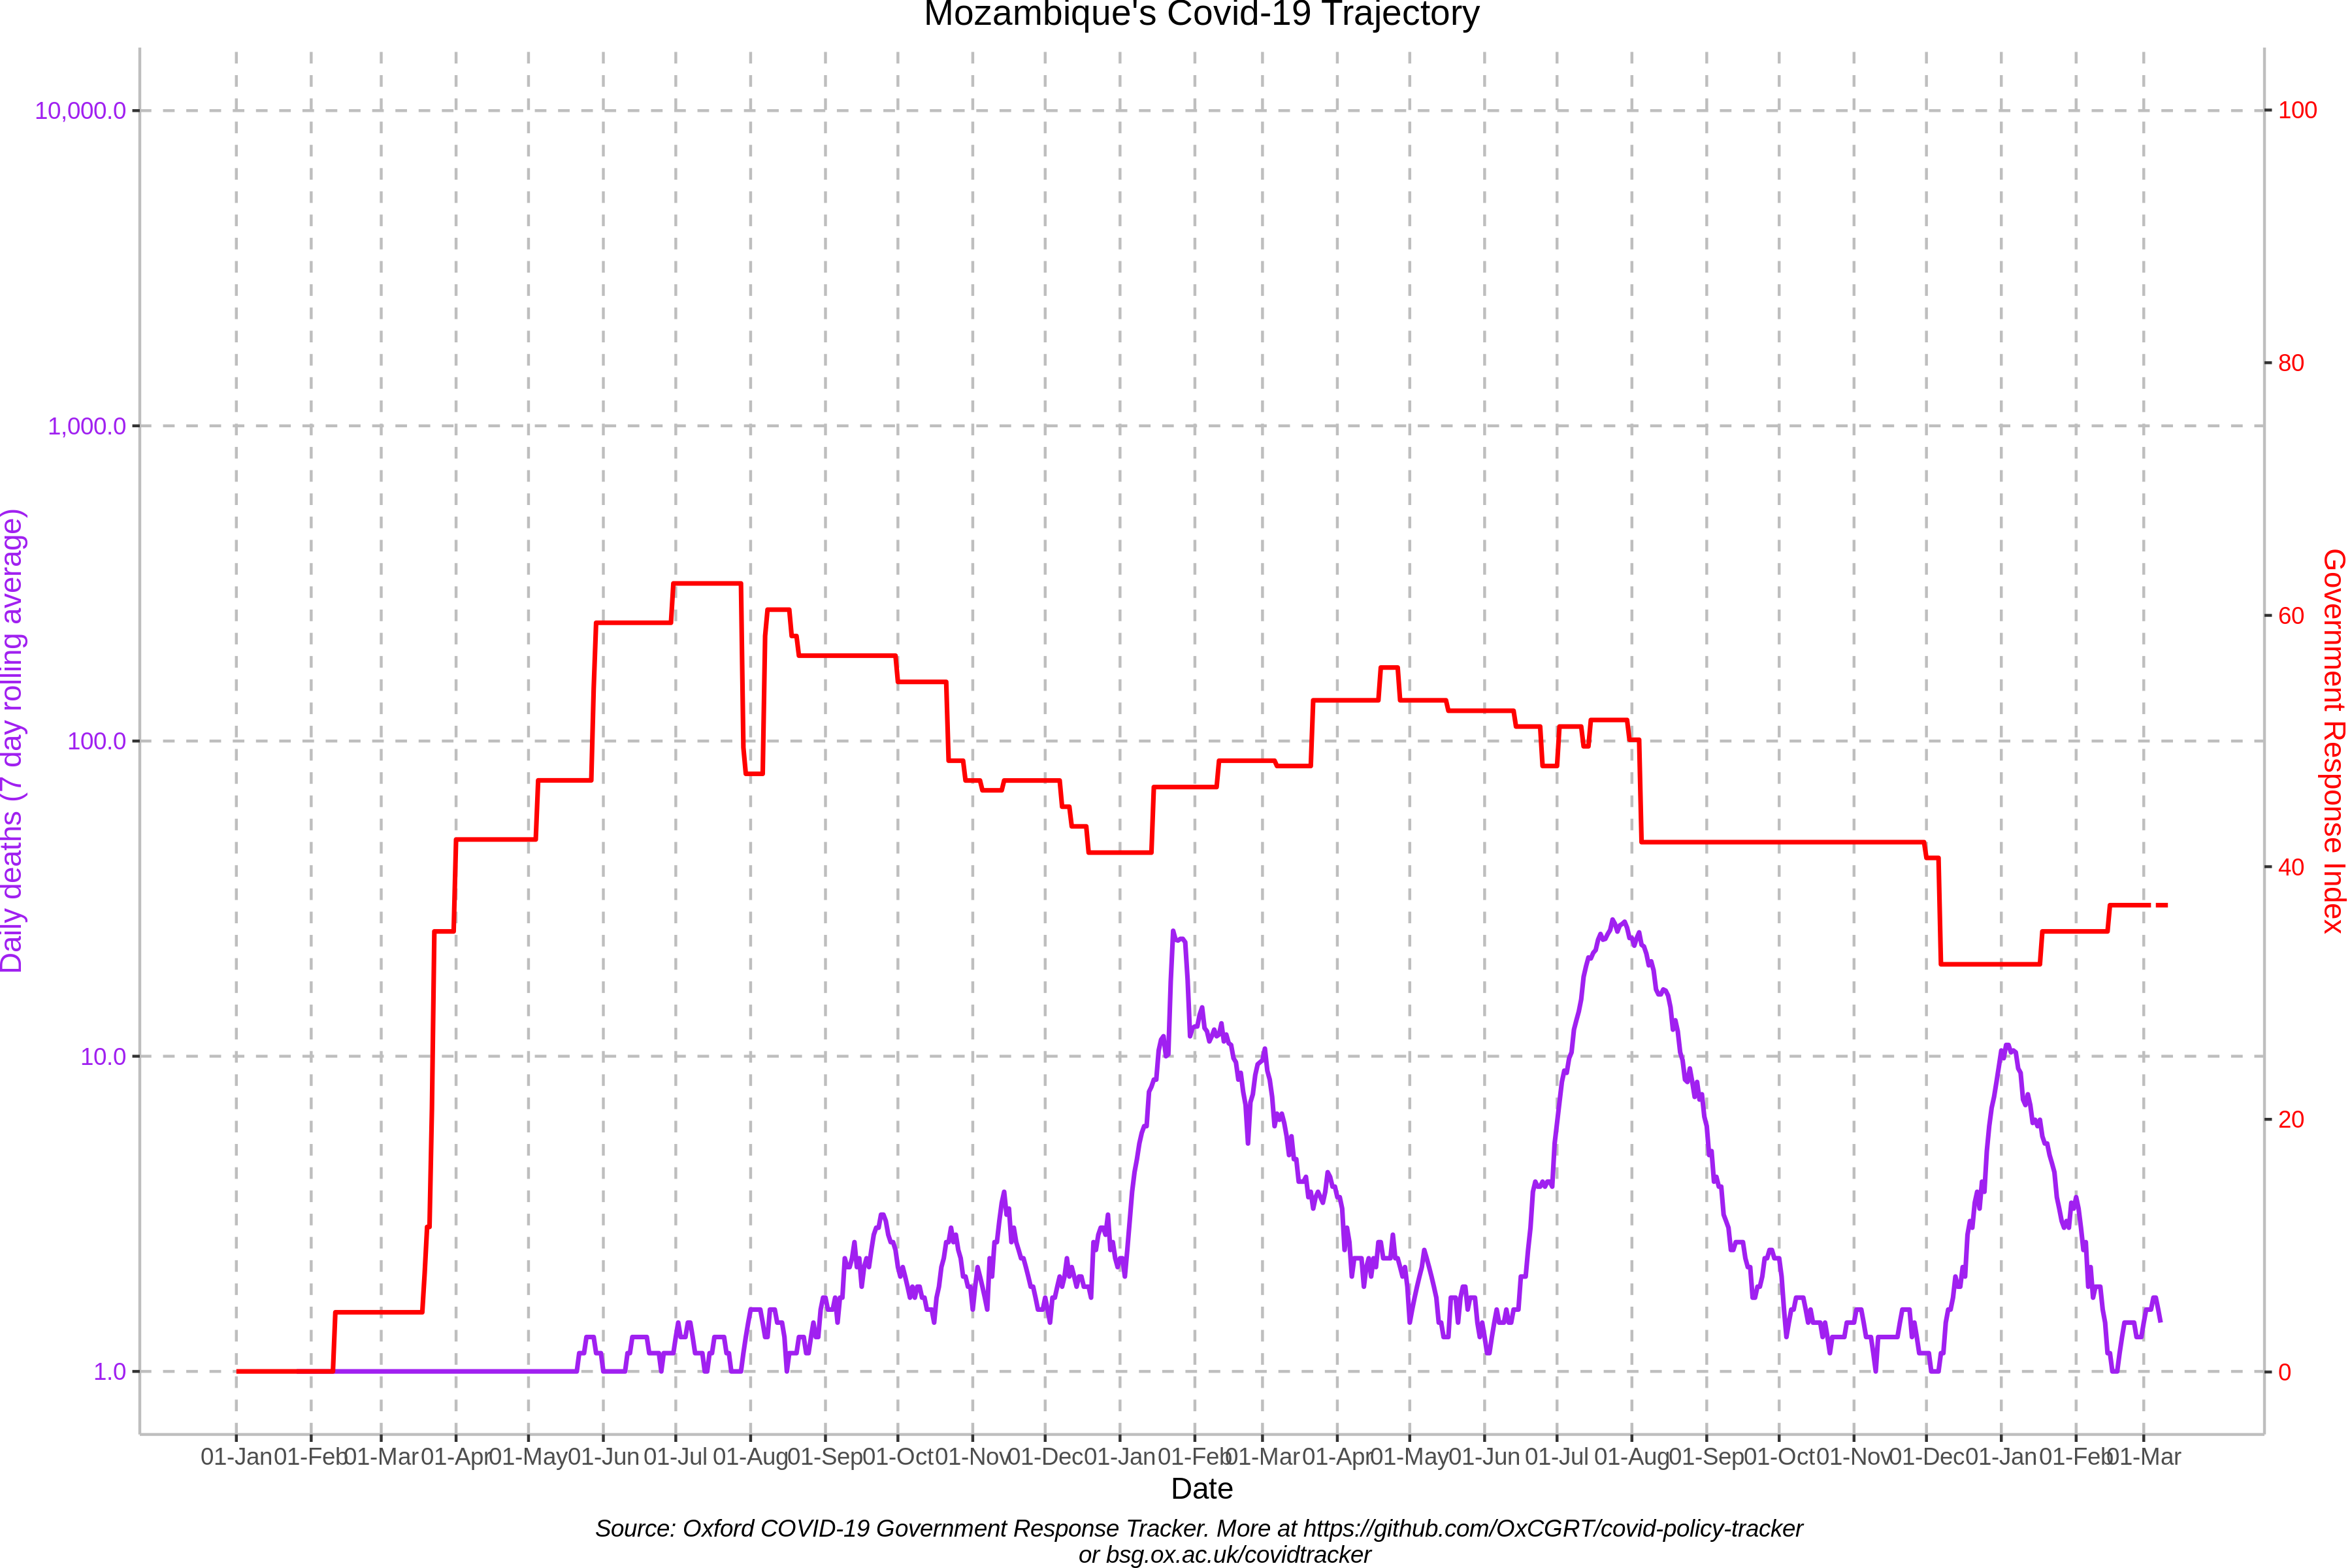 Mozambique's Covid-19 Trajectory
10,000.0
1,000.0
100.0
10.0
1.0
Daily deaths (7 day rolling average)
100
80
60
40
20
0
Government Response Index
01-Jan 01-Feb 01-Mar 01-Apr 01-May 01-Jun 01-Jul 01-Aug 01-Sep 01-Oct 01-Nov 01-Dec 01-Jan 01-Feb 01-Mar 01-Apr 01-May 01-Jun 01-Jul 01-Aug 01-Sep 01-Oct 01-Nov 01-Dec 01-Jan 01-Feb 01-Mar
Date
Source: Oxford COVID-19 Government Response Tracker. More at https://github.com/OxCGRT/covid-policy-tracker
or bsg.ox.ac.uk/covidtracker